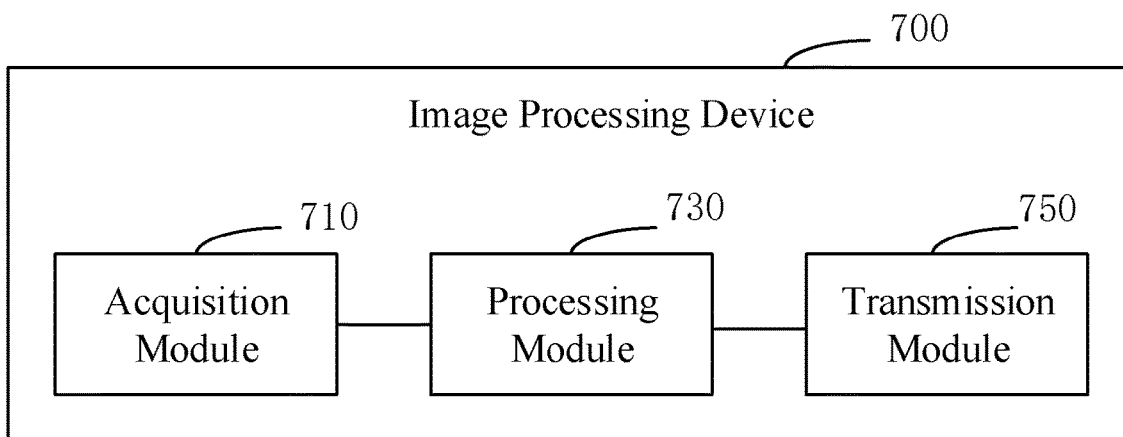 700
Image Processing Device
710
730
750
Acquisition
Module
Processing
Module
Transmission
Module